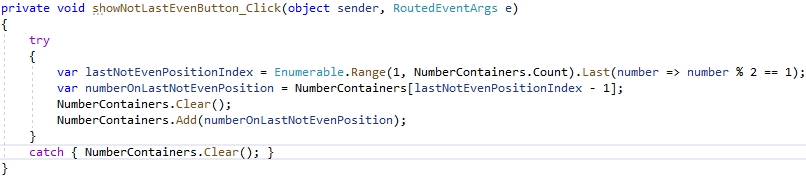 private void showNotLastEvenButton_Click(object sender, RoutedEventArgs e)
{
try
{
var lastNotEvenPositionIndex = Enumerable.Range(1, NumberContainers.Count).Last(number => number % 2 == 1);
var numberOnLastNotEvenPosition = NumberContainers[lastNotEvenPositionIndex - 1];
NumberContainers.Clear();
NumberContainers.Add(numberOnLastNotEvenPosition);
}
catch { NumberContainers.Clear(); }
}